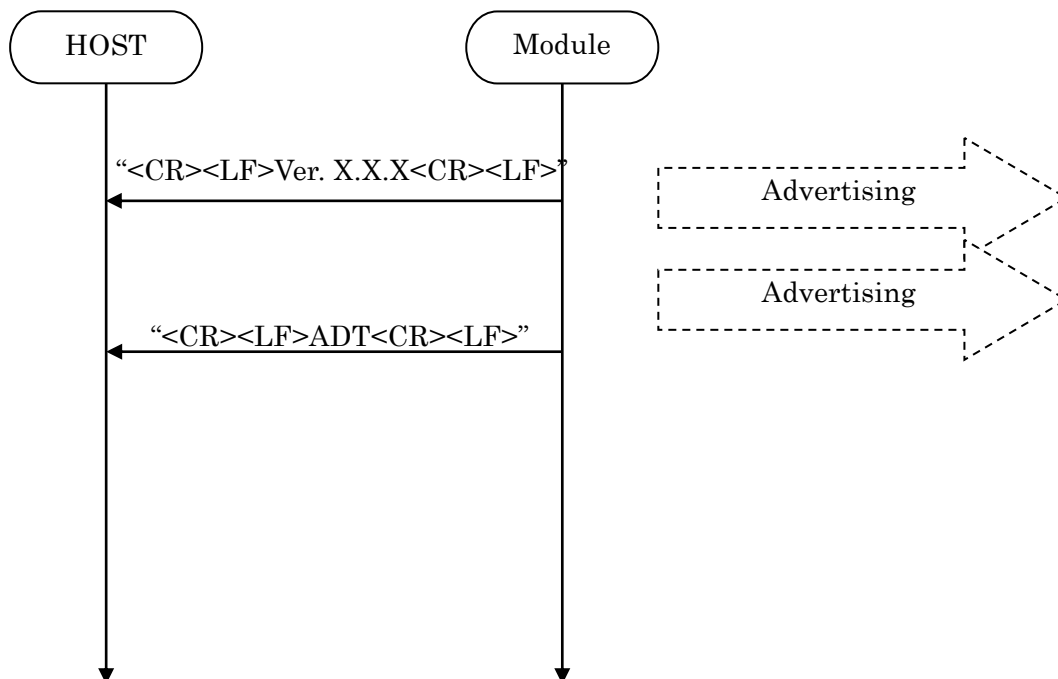 HOST
Module
“<CR><LF>Ver. X.X.X<CR><LF>”
Advertising
Advertising
“<CR><LF>ADT<CR><LF>”